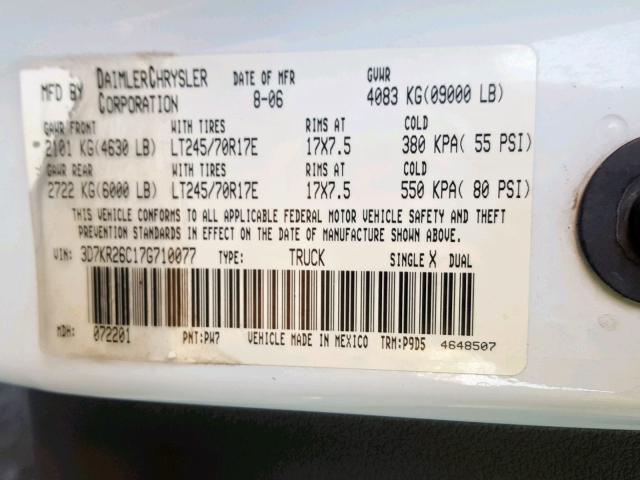 MFD BY DAIMLERCHRYSLER CORPORATION DATE OF MFR 8-06 GVWR 4083 KG(09000 LB)
GAWR FRONT WITH TIRES RIMS AT COLD
2101 KG(4630 LB) LT245/70R17E 17X7.5 380 KPA( 55 PSI)
GAWR REAR WITH TIRES RIMS AT COLD
2722 KG(6000 LB) LT245/70R17E 17X7.5 550 KPA( 80 PSI)
THIS VEHICLE CONFORMS TO ALL APPLICABLE FEDERAL MOTOR VEHICLE SAFETY AND THEFT
PREVENTION STANDARDS IN EFFECT ON THE DATE OF MANUFACTURE SHOWN ABOVE.
VIN: 3D7KR26C17G710077 TYPE: TRUCK SINGLE X DUAL
MDH: 072201 PNT:PW7 VEHICLE MADE IN MEXICO TRM:P9D5 4648507